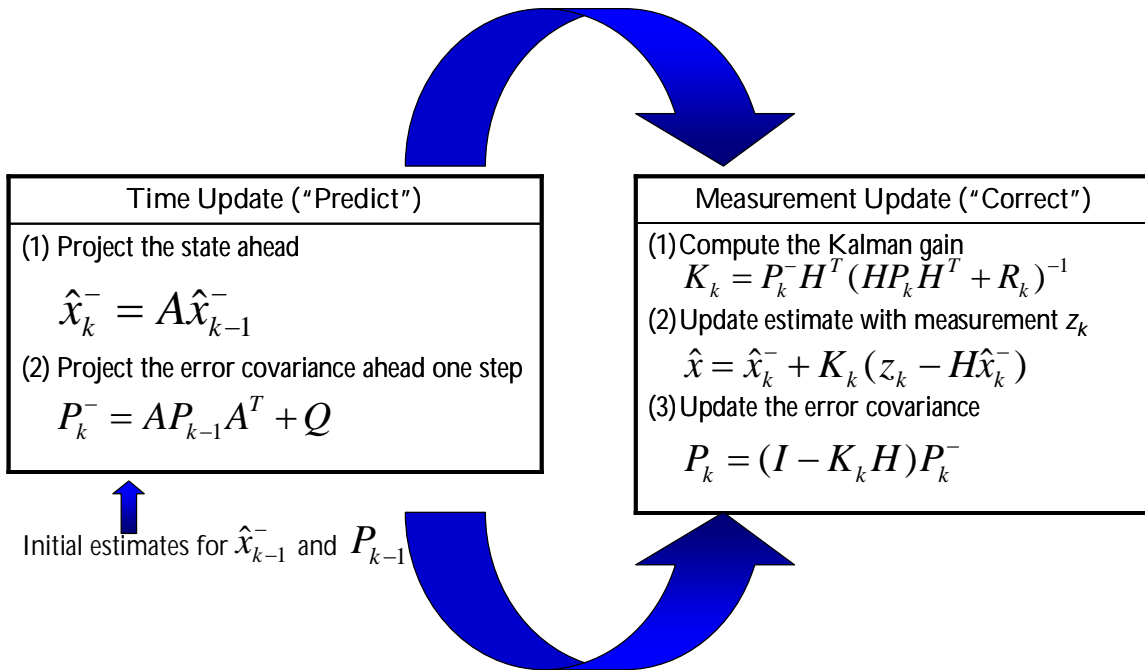 Time Update ("Predict")
(1) Project the state ahead
x̂ₖ⁻ = Ax̂ₖ₋₁⁻
(2) Project the error covariance ahead one step
Pₖ⁻ = APₖ₋₁Aᵀ + Q
Initial estimates for x̂ₖ₋₁⁻ and Pₖ₋₁
Measurement Update ("Correct")
(1) Compute the Kalman gain
Kₖ = Pₖ⁻Hᵀ(HPₖHᵀ + Rₖ)⁻¹
(2) Update estimate with measurement zₖ
x̂ = x̂ₖ⁻ + Kₖ(zₖ − Hx̂ₖ⁻)
(3) Update the error covariance
Pₖ = (I − KₖH)Pₖ⁻